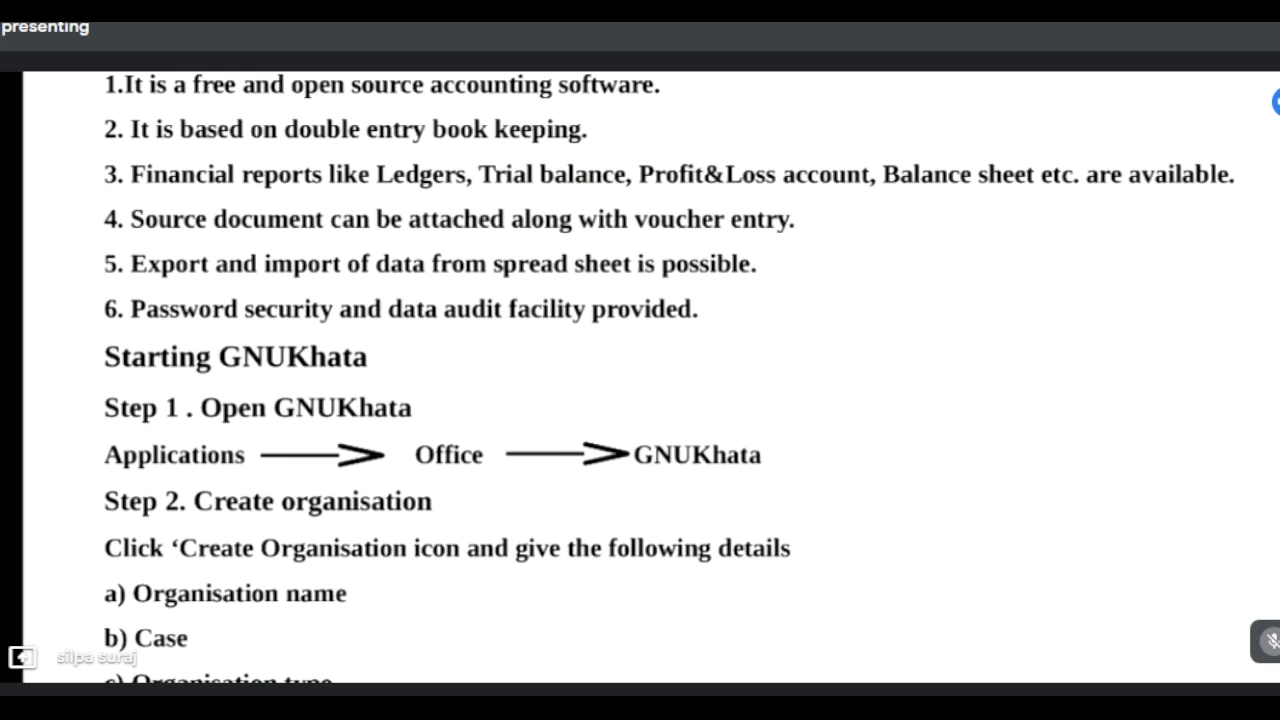 presenting
1.It is a free and open source accounting software.
2. It is based on double entry book keeping.
3. Financial reports like Ledgers, Trial balance, Profit&Loss account, Balance sheet etc. are available.
4. Source document can be attached along with voucher entry.
5. Export and import of data from spread sheet is possible.
6. Password security and data audit facility provided.
Starting GNUKhata
Step 1 . Open GNUKhata
Applications Office GNUKhata
Step 2. Create organisation
Click ‘Create Organisation icon and give the following details
a) Organisation name
b) Case
silpa suraj
c) Organisation type